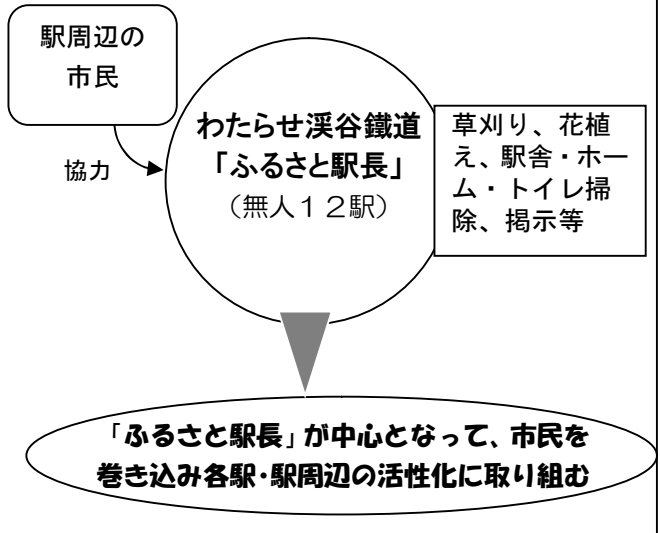 駅周辺の
市民
協力
わたらせ渓谷鐵道
「ふるさと駅長」
（無人１２駅）
草刈り、花植
え、駅舎・ホー
ム・トイレ掃
除、掲示等
「ふるさと駅長」が中心となって、市民を
巻き込み各駅・駅周辺の活性化に取り組む